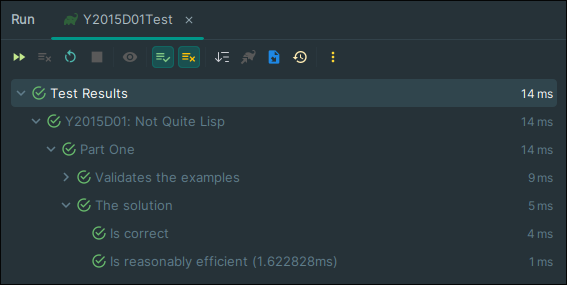 Run Y2015D01Test
Test Results 14 ms
Y2015D01: Not Quite Lisp 14 ms
Part One 14 ms
Validates the examples 9 ms
The solution 5 ms
Is correct 4 ms
Is reasonably efficient (1.622828ms) 1 ms